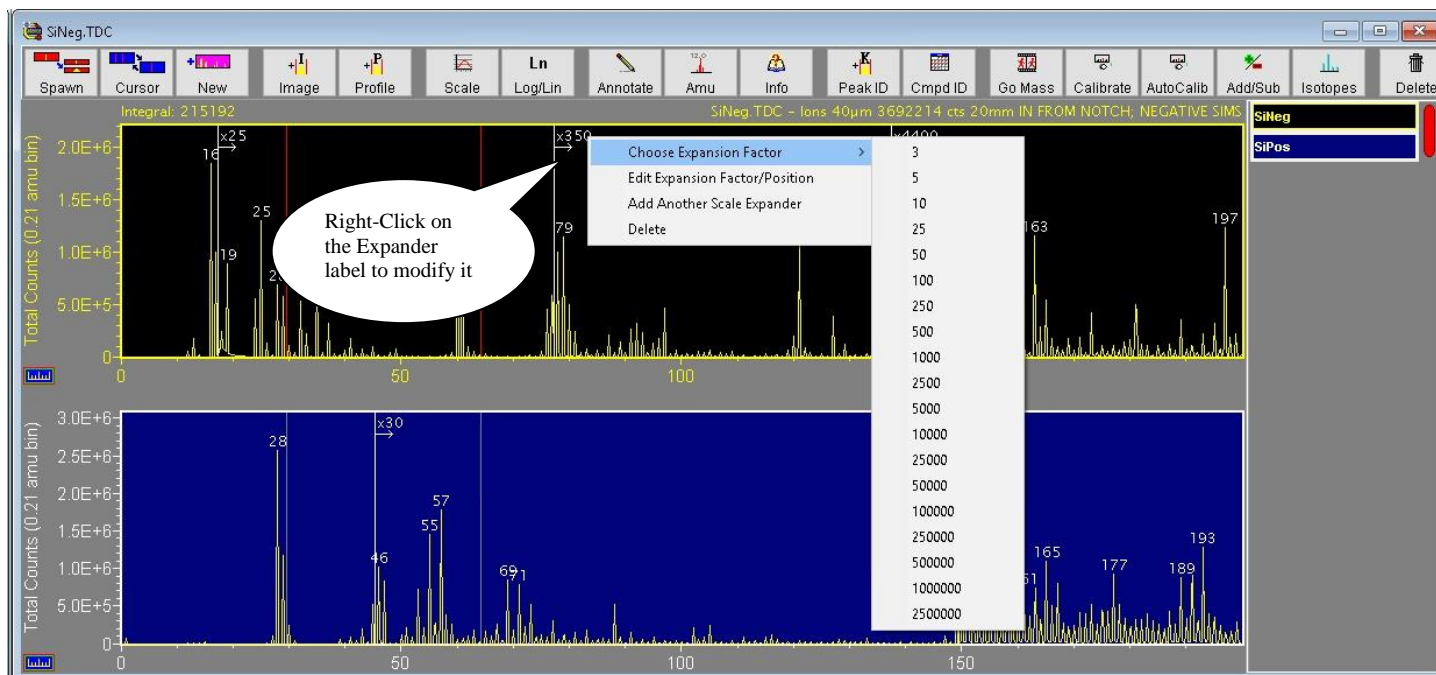 SiNeg.TDC
Spawn Cursor New Image Profile Scale Ln Log/Lin Annotate 12.0 Amu Info Peak ID Cmpd ID Go Mass Calibrate AutoCalib Add/Sub Isotopes Delete
Integral: 215192 SiNeg.TDC - Ions 40µm 3692214 cts 20mm IN FROM NOTCH; NEGATIVE SIMS
SiNeg
SiPos
Total Counts (0.21 amu bin)
2.0E+6
1.5E+6
1.0E+6
5.0E+5
0
x25
x350
x4400
16
19
25
79
163
197
0 50 100
Right-Click on
the Expander
label to modify it
Choose Expansion Factor >
Edit Expansion Factor/Position
Add Another Scale Expander
Delete
3
5
10
25
50
100
250
500
1000
2500
5000
10000
25000
50000
100000
250000
500000
1000000
2500000
Total Counts (0.21 amu bin)
3.0E+6
2.5E+6
2.0E+6
1.5E+6
1.0E+6
5.0E+5
0
x30
28
46
55
57
69
71
165
177
189
193
0 50 100 150